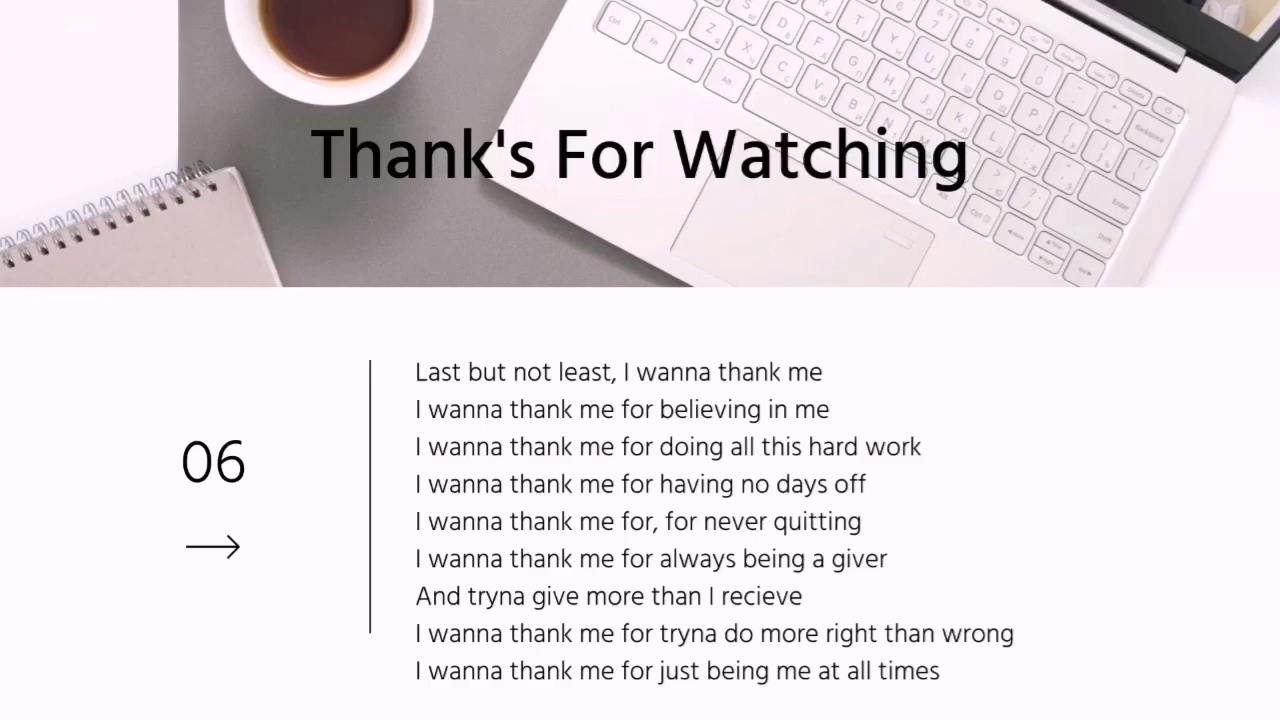 Thank's For Watching
06
Last but not least, I wanna thank me
I wanna thank me for believing in me
I wanna thank me for doing all this hard work
I wanna thank me for having no days off
I wanna thank me for, for never quitting
I wanna thank me for always being a giver
And tryna give more than I recieve
I wanna thank me for tryna do more right than wrong
I wanna thank me for just being me at all times